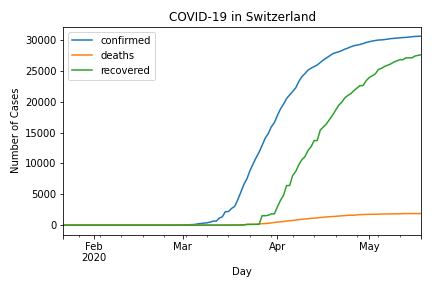 COVID-19 in Switzerland
confirmed
deaths
recovered
Number of Cases
30000
25000
20000
15000
10000
5000
0
Feb
2020
Mar
Apr
May
Day